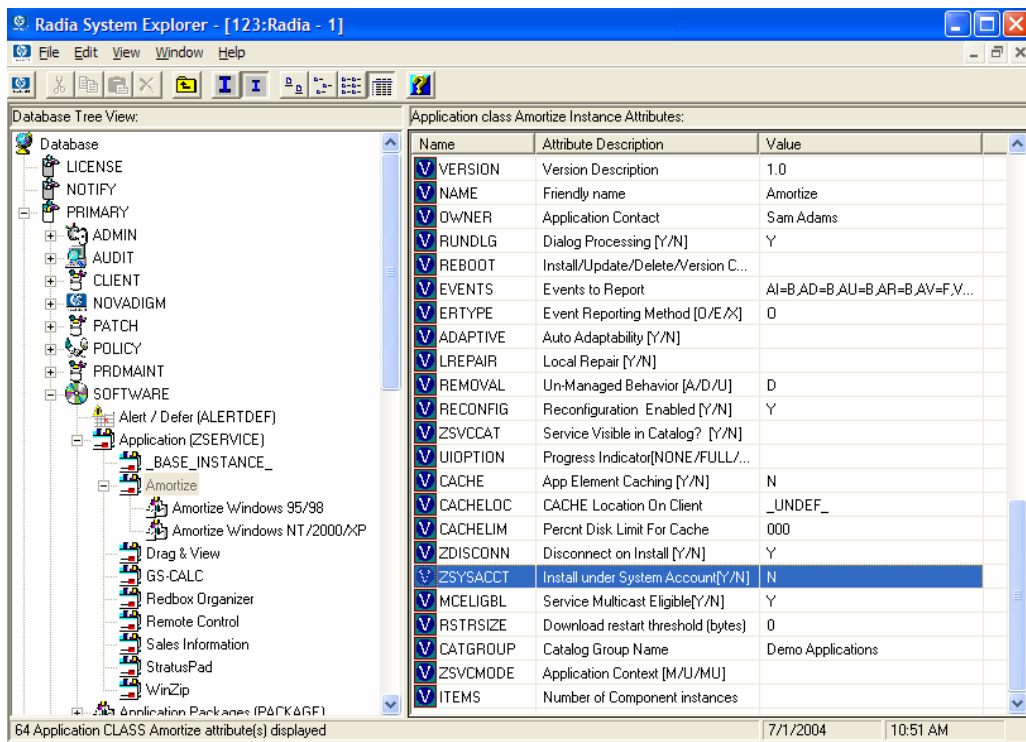 Radia System Explorer - [123:Radia - 1]
File Edit View Window Help
Database Tree View:
Application class Amortize Instance Attributes:
Database
LICENSE
NOTIFY
PRIMARY
ADMIN
AUDIT
CLIENT
NOVADIGM
PATCH
POLICY
PRDMAINT
SOFTWARE
Alert / Defer (ALERTDEF)
Application (ZSERVICE)
_BASE_INSTANCE_
Amortize
Amortize Windows 95/98
Amortize Windows NT/2000/XP
Drag & View
GS-CALC
Redbox Organizer
Remote Control
Sales Information
StratusPad
WinZip
Application Packages (PACKAGE)
Name Attribute Description Value
V VERSION Version Description 1.0
V NAME Friendly name Amortize
V OWNER Application Contact Sam Adams
V RUNDLG Dialog Processing [Y/N] Y
V REBOOT Install/Update/Delete/Version C...
V EVENTS Events to Report AI=B,AD=B,AU=B,AR=B,AV=F,V...
V ERTYPE Event Reporting Method [O/E/X] O
V ADAPTIVE Auto Adaptability [Y/N]
V LREPAIR Local Repair [Y/N]
V REMOVAL Un-Managed Behavior [A/D/U] D
V RECONFIG Reconfiguration Enabled [Y/N] Y
V ZSVCCAT Service Visible in Catalog? [Y/N]
V UIOPTION Progress Indicator[NONE/FULL/...
V CACHE App Element Caching [Y/N] N
V CACHELOC CACHE Location On Client _UNDEF_
V CACHELIM Percnt Disk Limit For Cache 000
V ZDISCONN Disconnect on Install [Y/N] Y
V ZSYSACCT Install under System Account[Y/N] N
V MCELIGBL Service Multicast Eligible[Y/N] Y
V RSTRSIZE Download restart threshold (bytes) 0
V CATGROUP Catalog Group Name Demo Applications
V ZSVCMODE Application Context [M/U/MU]
V ITEMS Number of Component instances
64 Application CLASS Amortize attribute(s) displayed
7/1/2004 10:51 AM